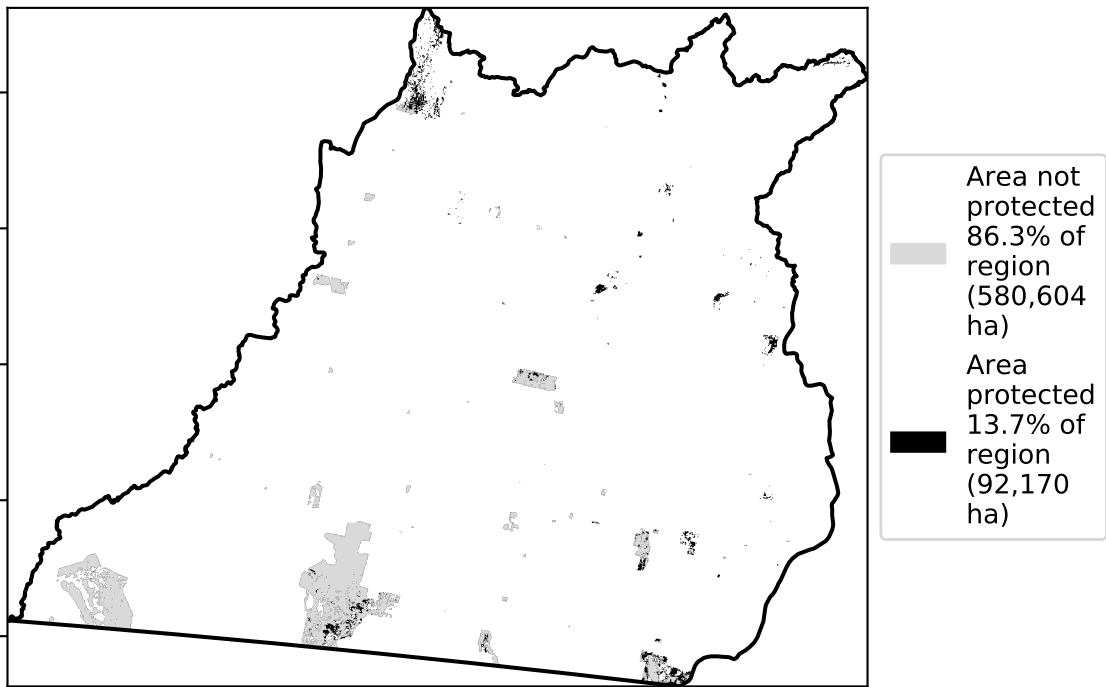 Area not
protected
86.3% of
region
(580,604
ha)
Area
protected
13.7% of
region
(92,170
ha)